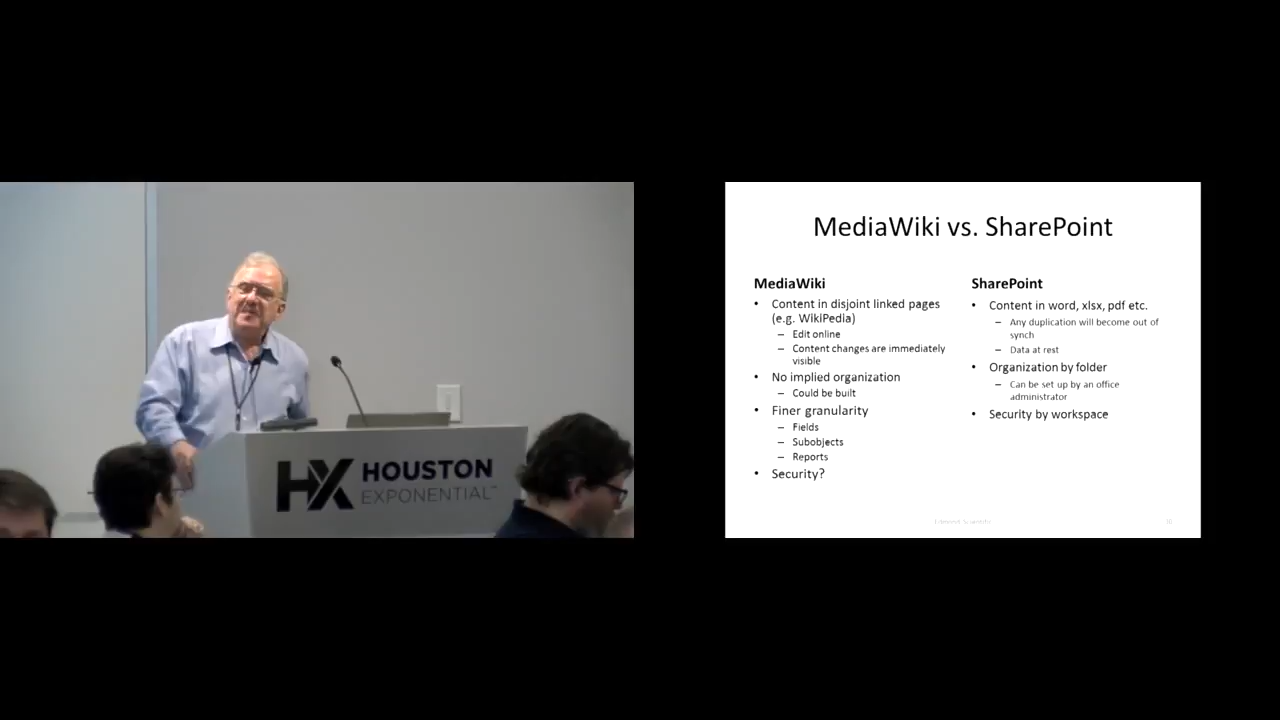 HX HOUSTON
EXPONENTIAL
MediaWiki vs. SharePoint
MediaWiki
• Content in disjoint linked pages
(e.g. WikiPedia)
– Edit online
– Content changes are immediately
visible
• No implied organization
– Could be built
• Finer granularity
– Fields
– Subobjects
– Reports
• Security?
SharePoint
• Content in word, xlsx, pdf etc.
– Any duplication will become out of
synch
– Data at rest
• Organization by folder
– Can be set up by an office
administrator
• Security by workspace